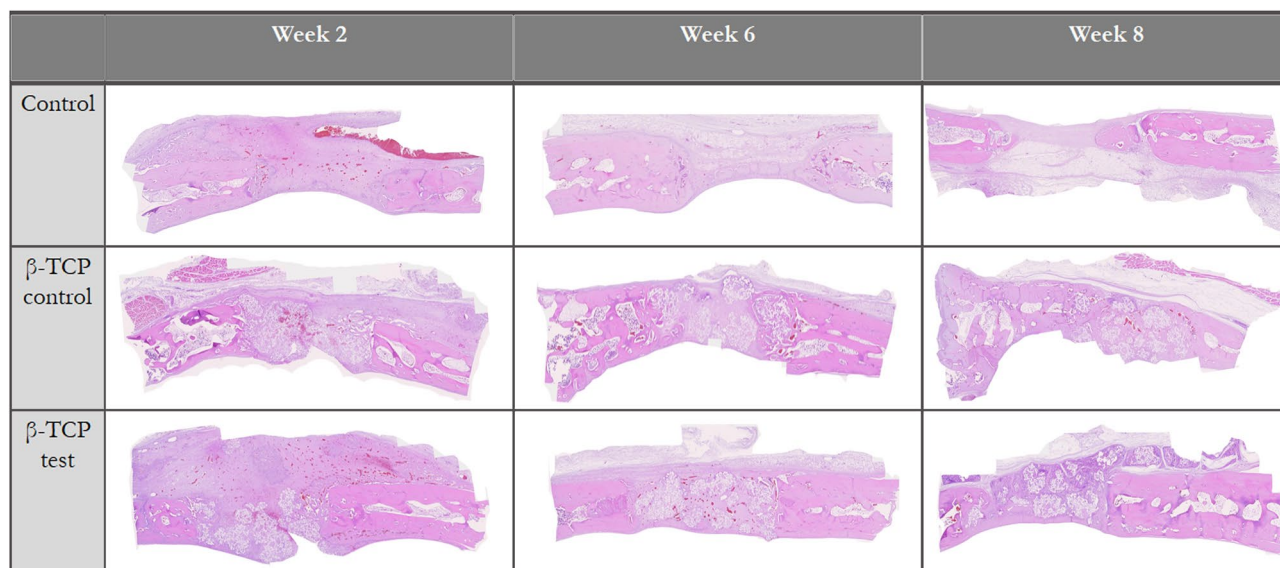 Week 2
Week 6
Week 8
Control
β-TCP
control
β-TCP
test